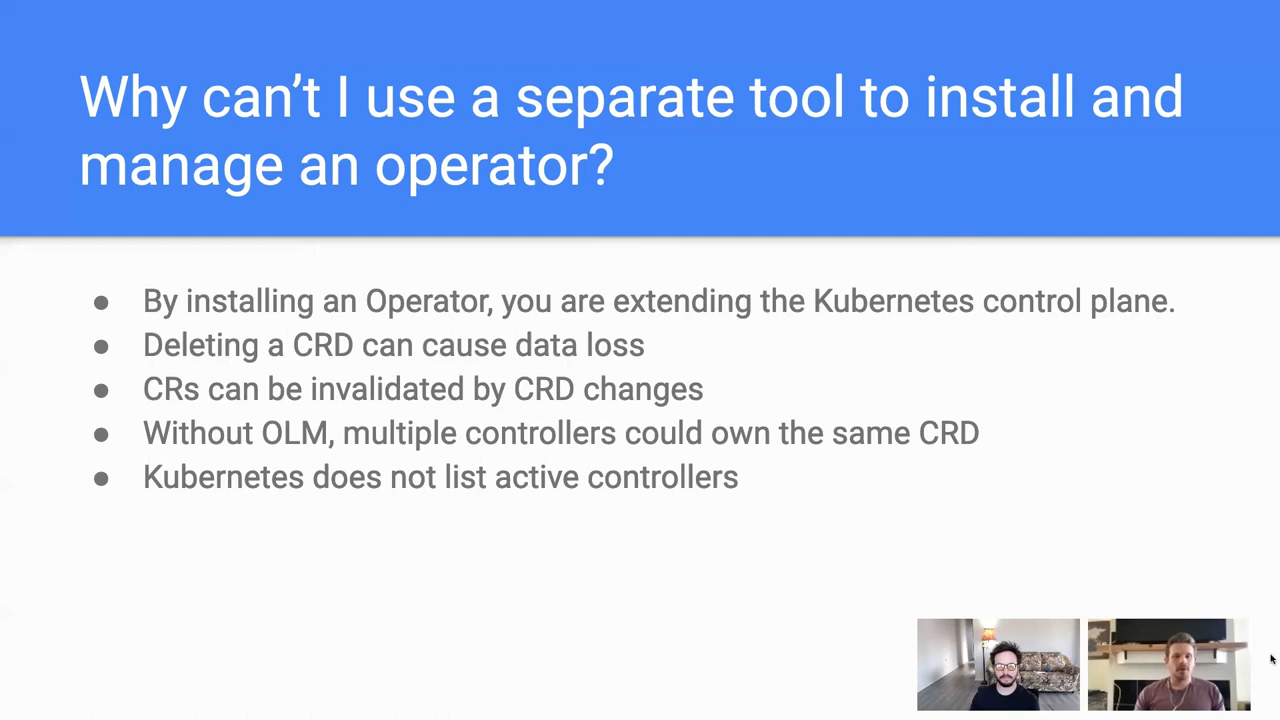 Why can’t I use a separate tool to install and
manage an operator?
● By installing an Operator, you are extending the Kubernetes control plane.
● Deleting a CRD can cause data loss
● CRs can be invalidated by CRD changes
● Without OLM, multiple controllers could own the same CRD
● Kubernetes does not list active controllers